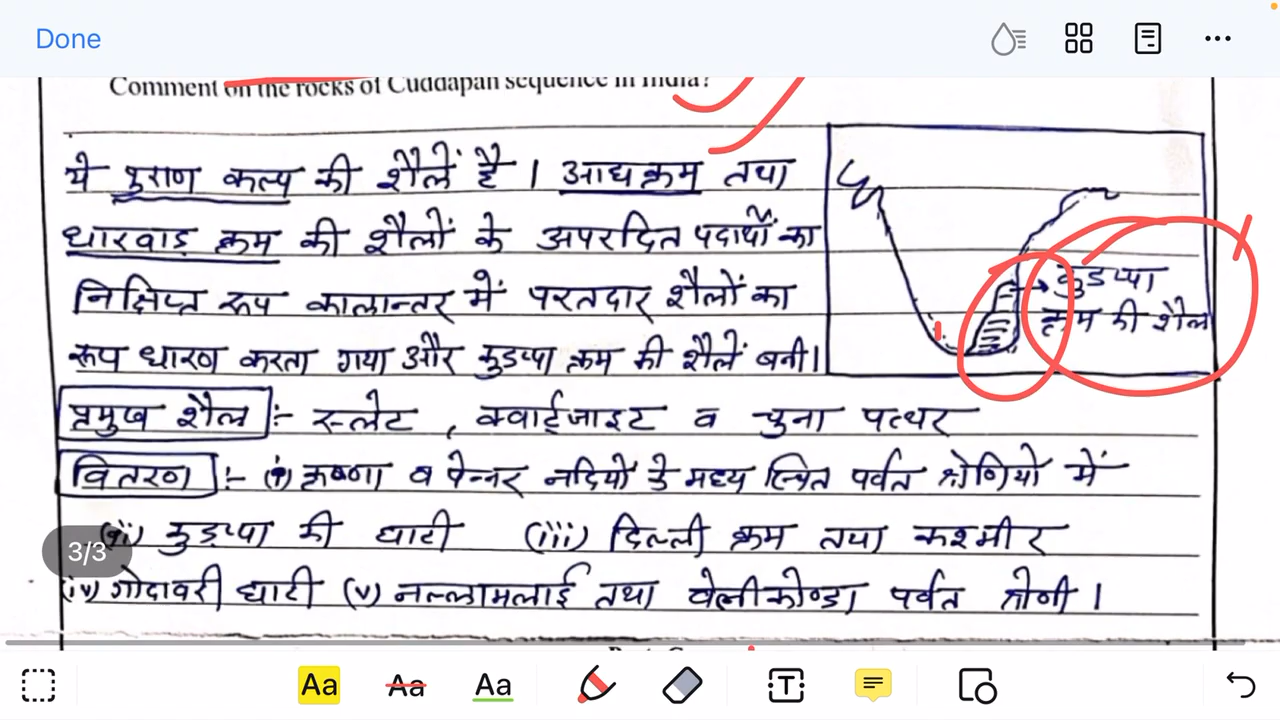 Done
Comment on the rocks of Cuddapah sequence in India?
ये पुराण कल्प की शैलें है । आद्यक्रम तथा
धारवाड़ क्रम की शैलों के अपरदित पदार्थों का
निक्षिप्त रूप कालान्तर में परतदार शैलों का
रूप धारण करता गया और कुडप्पा क्रम की शैलें बनी।
कुडप्पा
क्रम की शैल
प्रमुख शैल :- स्लेट , क्वार्ट्जाइट व चुना पत्थर
वितरण :- (i) कृष्णा व पेन्नर नदियो के मध्य स्थित पर्वत श्रेणियो में
(ii) कुडप्पा की घाटी (iii) दिल्ली क्रम तथा कश्मीर
3/3
(iv) गोदावरी घाटी (v) नल्लामलाई तथा वेलीकोण्डा पर्वत श्रेणी ।
Aa Aa Aa T